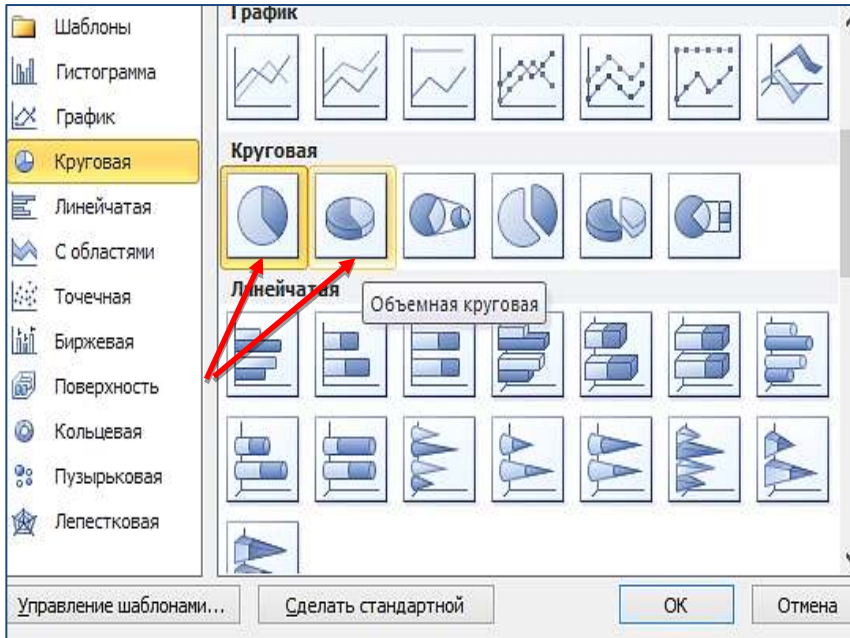 Шаблоны
Гистограмма
График
Круговая
Линейчатая
С областями
Точечная
Биржевая
Поверхность
Кольцевая
Пузырьковая
Лепестковая
График
Круговая
Линейчатая
Объемная круговая
Управление шаблонами...
Сделать стандартной
ОК
Отмена